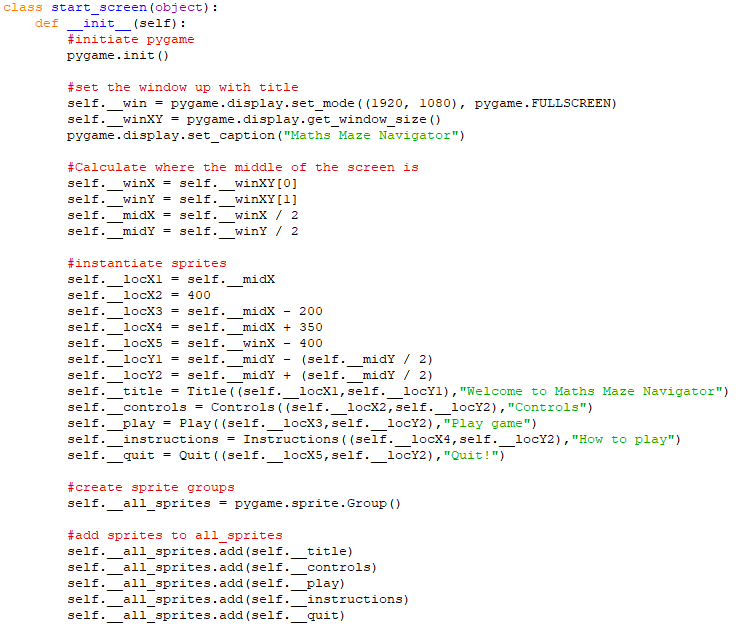 class start_screen(object):
    def __init__(self):
        #initiate pygame
        pygame.init()

        #set the window up with title
        self.__win = pygame.display.set_mode((1920, 1080), pygame.FULLSCREEN)
        self.__winXY = pygame.display.get_window_size()
        pygame.display.set_caption("Maths Maze Navigator")

        #Calculate where the middle of the screen is
        self.__winX = self.__winXY[0]
        self.__winY = self.__winXY[1]
        self.__midX = self.__winX / 2
        self.__midY = self.__winY / 2

        #instantiate sprites
        self.__locX1 = self.__midX
        self.__locX2 = 400
        self.__locX3 = self.__midX - 200
        self.__locX4 = self.__midX + 350
        self.__locX5 = self.__winX - 400
        self.__locY1 = self.__midY - (self.__midY / 2)
        self.__locY2 = self.__midY + (self.__midY / 2)
        self.__title = Title((self.__locX1,self.__locY1),"Welcome to Maths Maze Navigator")
        self.__controls = Controls((self.__locX2,self.__locY2),"Controls")
        self.__play = Play((self.__locX3,self.__locY2),"Play game")
        self.__instructions = Instructions((self.__locX4,self.__locY2),"How to play")
        self.__quit = Quit((self.__locX5,self.__locY2),"Quit!")

        #create sprite groups
        self.__all_sprites = pygame.sprite.Group()

        #add sprites to all_sprites
        self.__all_sprites.add(self.__title)
        self.__all_sprites.add(self.__controls)
        self.__all_sprites.add(self.__play)
        self.__all_sprites.add(self.__instructions)
        self.__all_sprites.add(self.__quit)